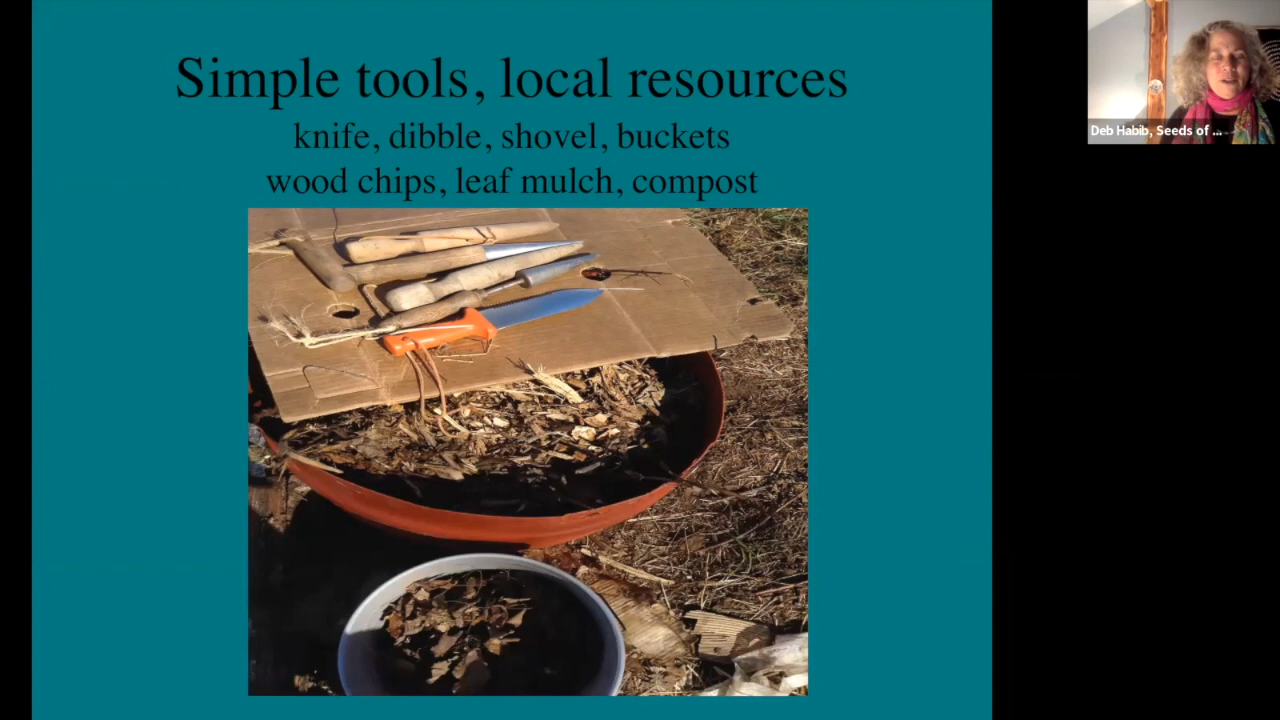 Simple tools, local resources
knife, dibble, shovel, buckets
wood chips, leaf mulch, compost
Deb Habib, Seeds of ...